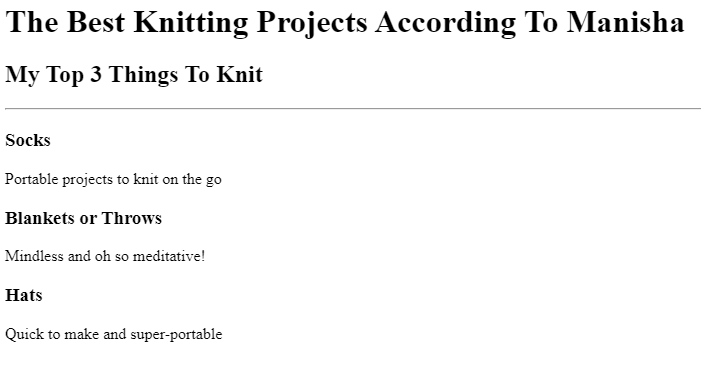 The Best Knitting Projects According To Manisha
My Top 3 Things To Knit
Socks
Portable projects to knit on the go
Blankets or Throws
Mindless and oh so meditative!
Hats
Quick to make and super-portable